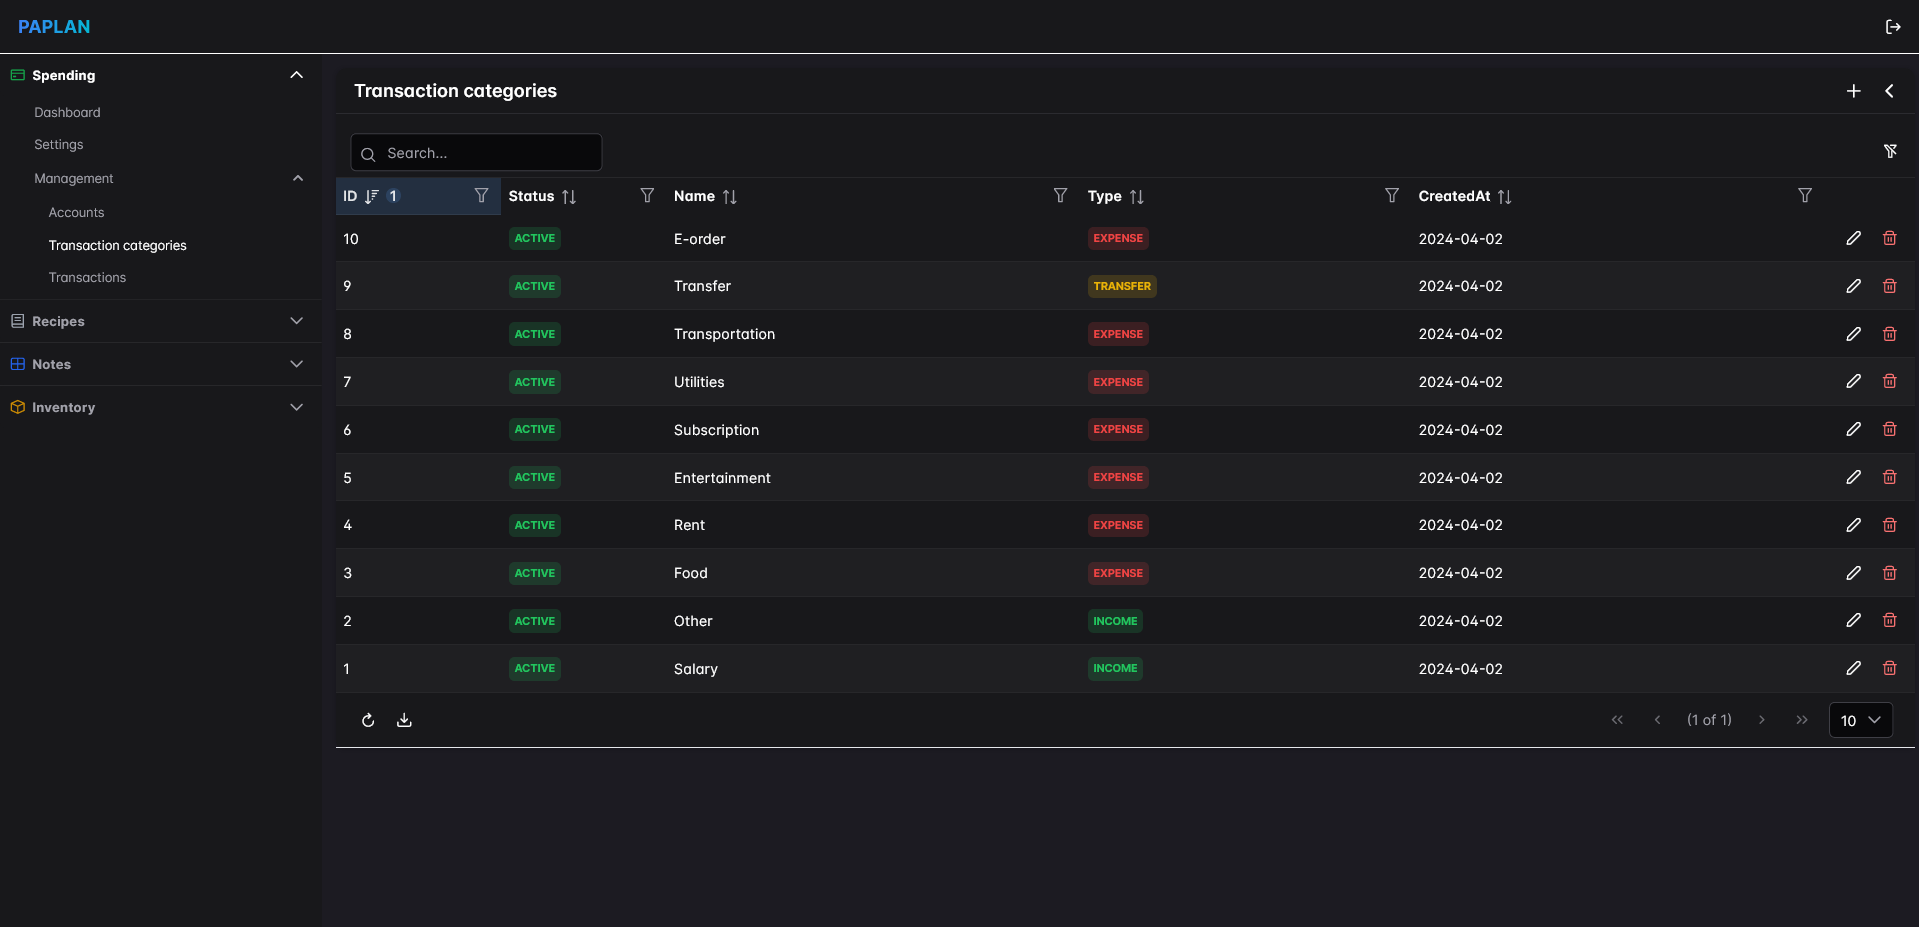 PAPLAN
Spending
Dashboard
Settings
Management
Accounts
Transaction categories
Transactions
Recipes
Notes
Inventory
Transaction categories
Search...
ID 1 Status Name Type CreatedAt
10 ACTIVE E-order EXPENSE 2024-04-02
9 ACTIVE Transfer TRANSFER 2024-04-02
8 ACTIVE Transportation EXPENSE 2024-04-02
7 ACTIVE Utilities EXPENSE 2024-04-02
6 ACTIVE Subscription EXPENSE 2024-04-02
5 ACTIVE Entertainment EXPENSE 2024-04-02
4 ACTIVE Rent EXPENSE 2024-04-02
3 ACTIVE Food EXPENSE 2024-04-02
2 ACTIVE Other INCOME 2024-04-02
1 ACTIVE Salary INCOME 2024-04-02
(1 of 1) 10